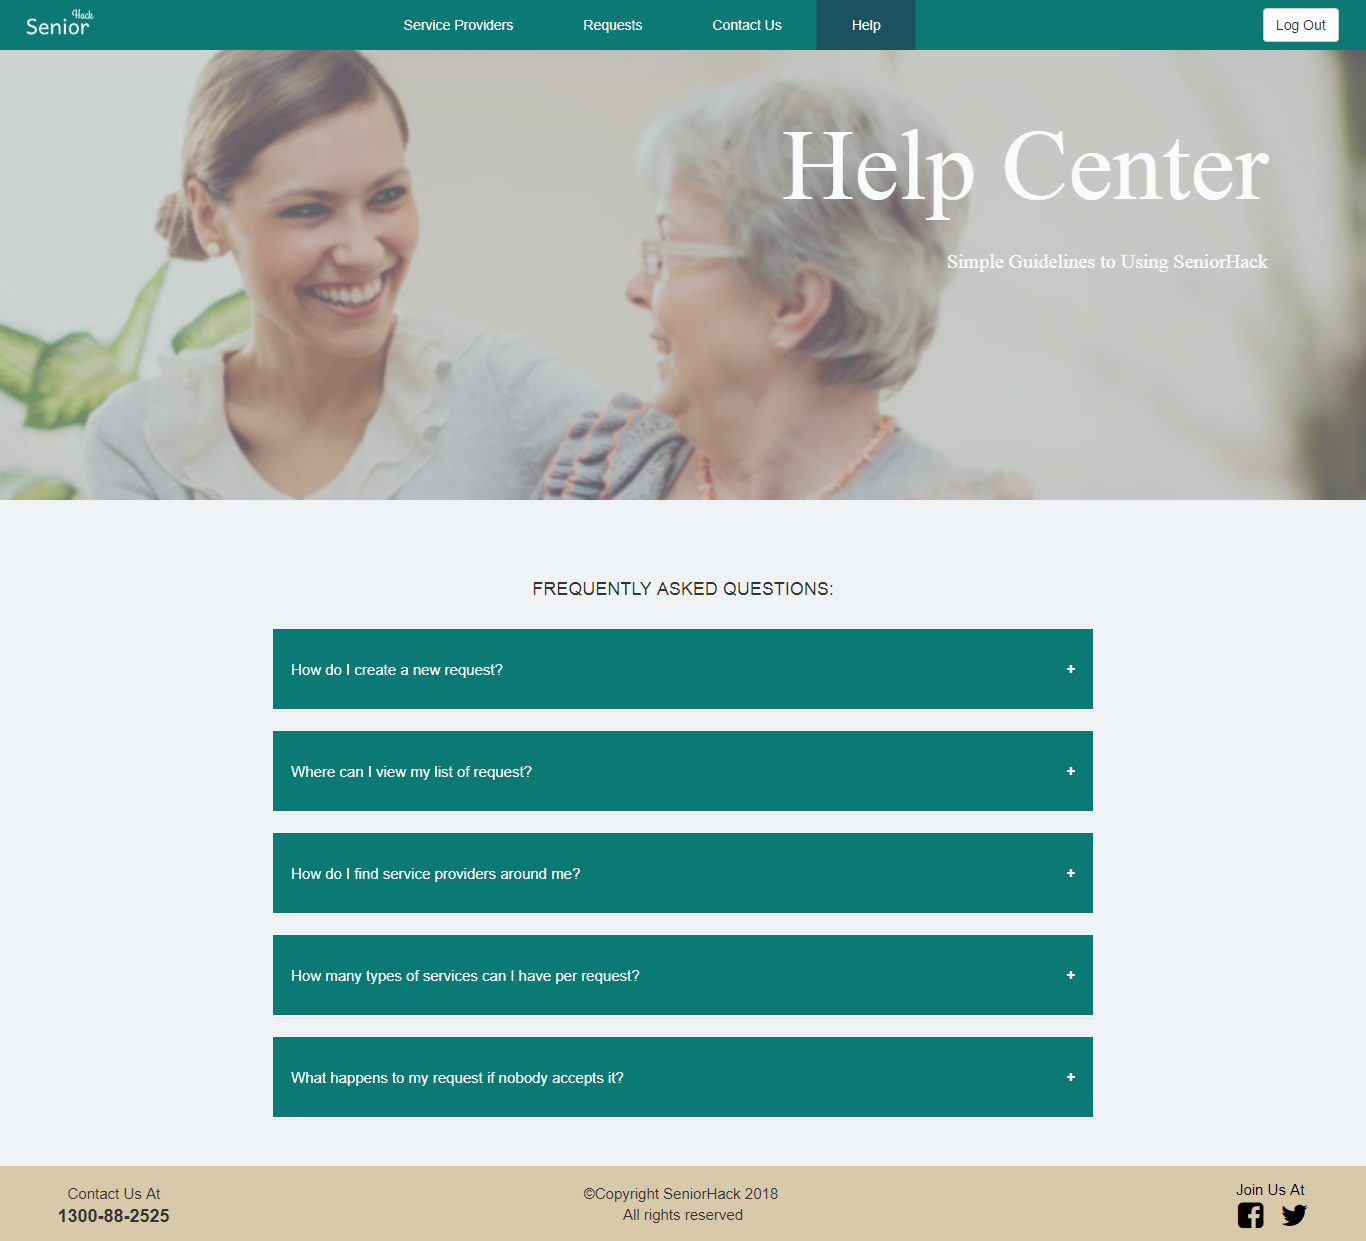 Senior Hack
Service Providers
Requests
Contact Us
Help
Log Out
Help Center
Simple Guidelines to Using SeniorHack
FREQUENTLY ASKED QUESTIONS:
How do I create a new request? +
Where can I view my list of request? +
How do I find service providers around me? +
How many types of services can I have per request? +
What happens to my request if nobody accepts it? +
Contact Us At
1300-88-2525
©Copyright SeniorHack 2018
All rights reserved
Join Us At